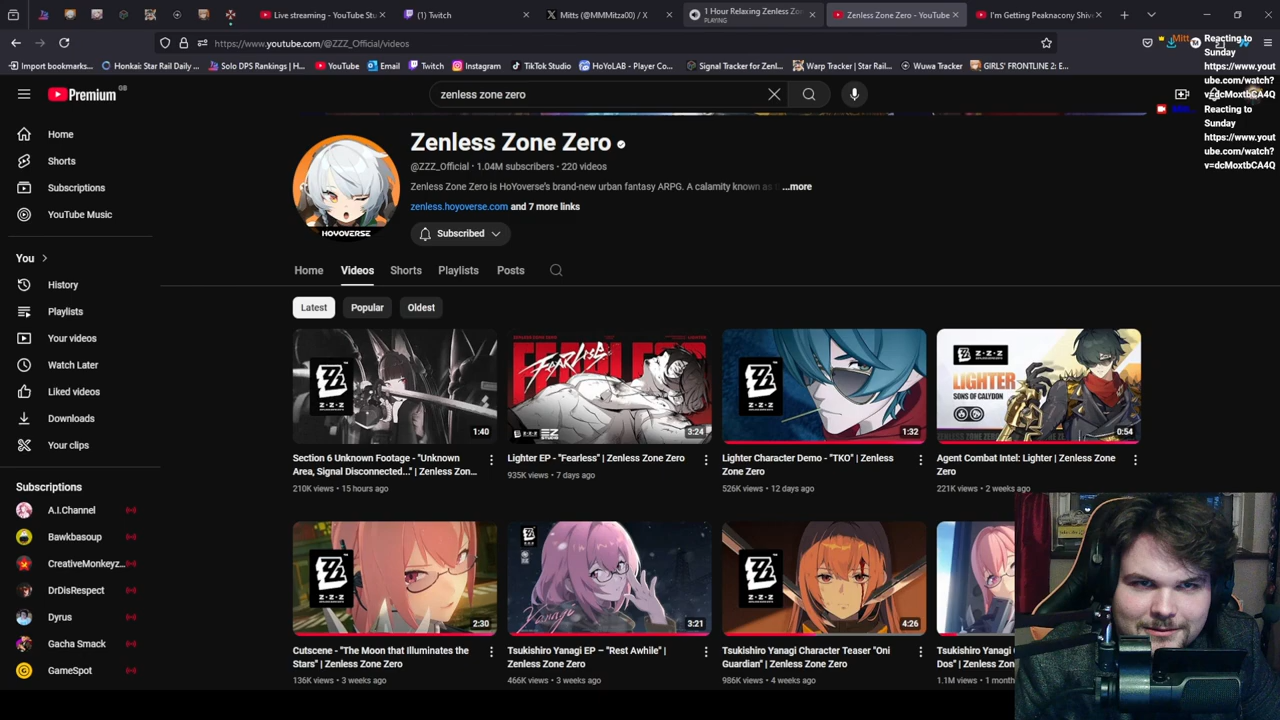 Live streaming - YouTube Stu
(1) Twitch
Mitts (@MMMitza00) / X
1 Hour Relaxing Zenless Zo
PLAYING
Zenless Zone Zero - YouTube
I'm Getting Peaknacony Shiv
https://www.youtube.com/@ZZZ_Official/videos
Mitt
Reacting to
Sunday
https://www.yout
ube.com/watch?
v=dcMoxtbCA4Q
Reacting to
Sunday
https://www.yout
ube.com/watch?
v=dcMoxtbCA4Q
Import bookmarks...
Honkai: Star Rail Daily ...
Solo DPS Rankings | H...
YouTube
Email
Twitch
Instagram
TikTok Studio
HoYoLAB - Player Co...
Signal Tracker for Zenl...
Warp Tracker | Star Rail...
Wuwa Tracker
GIRLS' FRONTLINE 2: E...
Premium GB
zenless zone zero
Home
Shorts
Subscriptions
YouTube Music
You
History
Playlists
Your videos
Watch Later
Liked videos
Downloads
Your clips
Subscriptions
A.I.Channel
Bawkbasoup
CreativeMonkeyz...
DrDisRespect
Dyrus
Gacha Smack
GameSpot
HOYOVERSE
Zenless Zone Zero
@ZZZ_Official • 1.04M subscribers • 220 videos
Zenless Zone Zero is HoYoverse's brand-new urban fantasy ARPG. A calamity known as ...more
zenless.hoyoverse.com and 7 more links
Subscribed
Home
Videos
Shorts
Playlists
Posts
Latest
Popular
Oldest
Z•Z•Z
1:40
Section 6 Unknown Footage - "Unknown
Area, Signal Disconnected..." | Zenless Zon...
210K views • 15 hours ago
FEARLESS
Fearless
3:24
Lighter EP - "Fearless" | Zenless Zone Zero
935K views • 7 days ago
Z•Z•Z
1:32
Lighter Character Demo - "TKO" | Zenless
Zone Zero
526K views • 12 days ago
Z•Z•Z
LIGHTER
SONS OF CALYDON
0:54
Agent Combat Intel: Lighter | Zenless Zone
Zero
221K views • 2 weeks ago
Z•Z•Z
2:30
Cutscene - "The Moon that Illuminates the
Stars" | Zenless Zone Zero
136K views • 3 weeks ago
Yanagi
3:21
Tsukishiro Yanagi EP – "Rest Awhile" |
Zenless Zone Zero
466K views • 3 weeks ago
Z•Z•Z
4:26
Tsukishiro Yanagi Character Teaser "Oni
Guardian" | Zenless Zone Zero
986K views • 4 weeks ago
Tsukishiro Yanagi
Dos" | Zenless Zon
1.1M views • 1 month